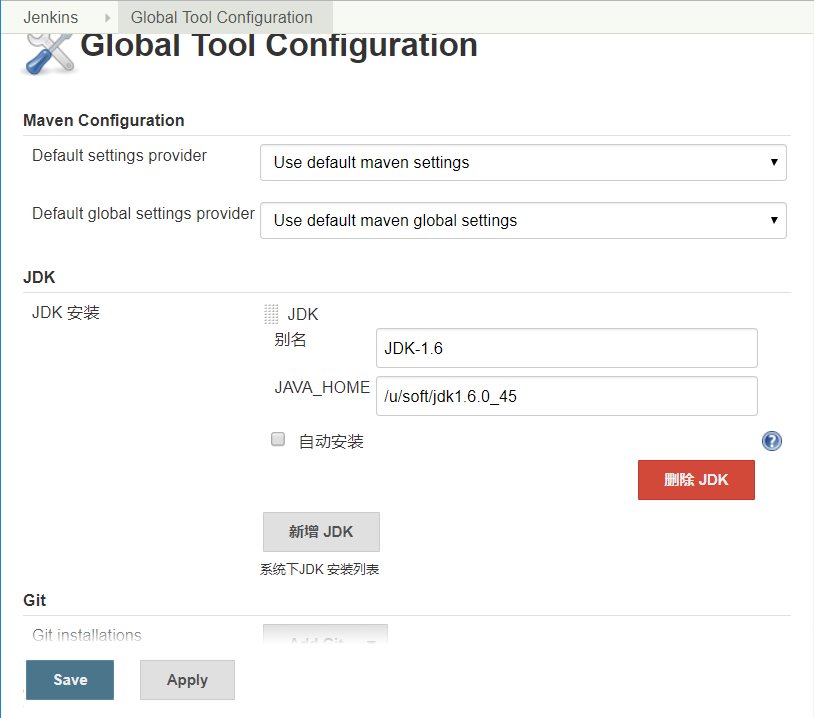 Jenkins Global Tool Configuration
Global Tool Configuration
Maven Configuration
Default settings provider Use default maven settings
Default global settings provider Use default maven global settings
JDK
JDK 安装 JDK
别名 JDK-1.6
JAVA_HOME /u/soft/jdk1.6.0_45
自动安装
删除 JDK
新增 JDK
系统下JDK 安装列表
Git
Git installations Add Git
Save Apply